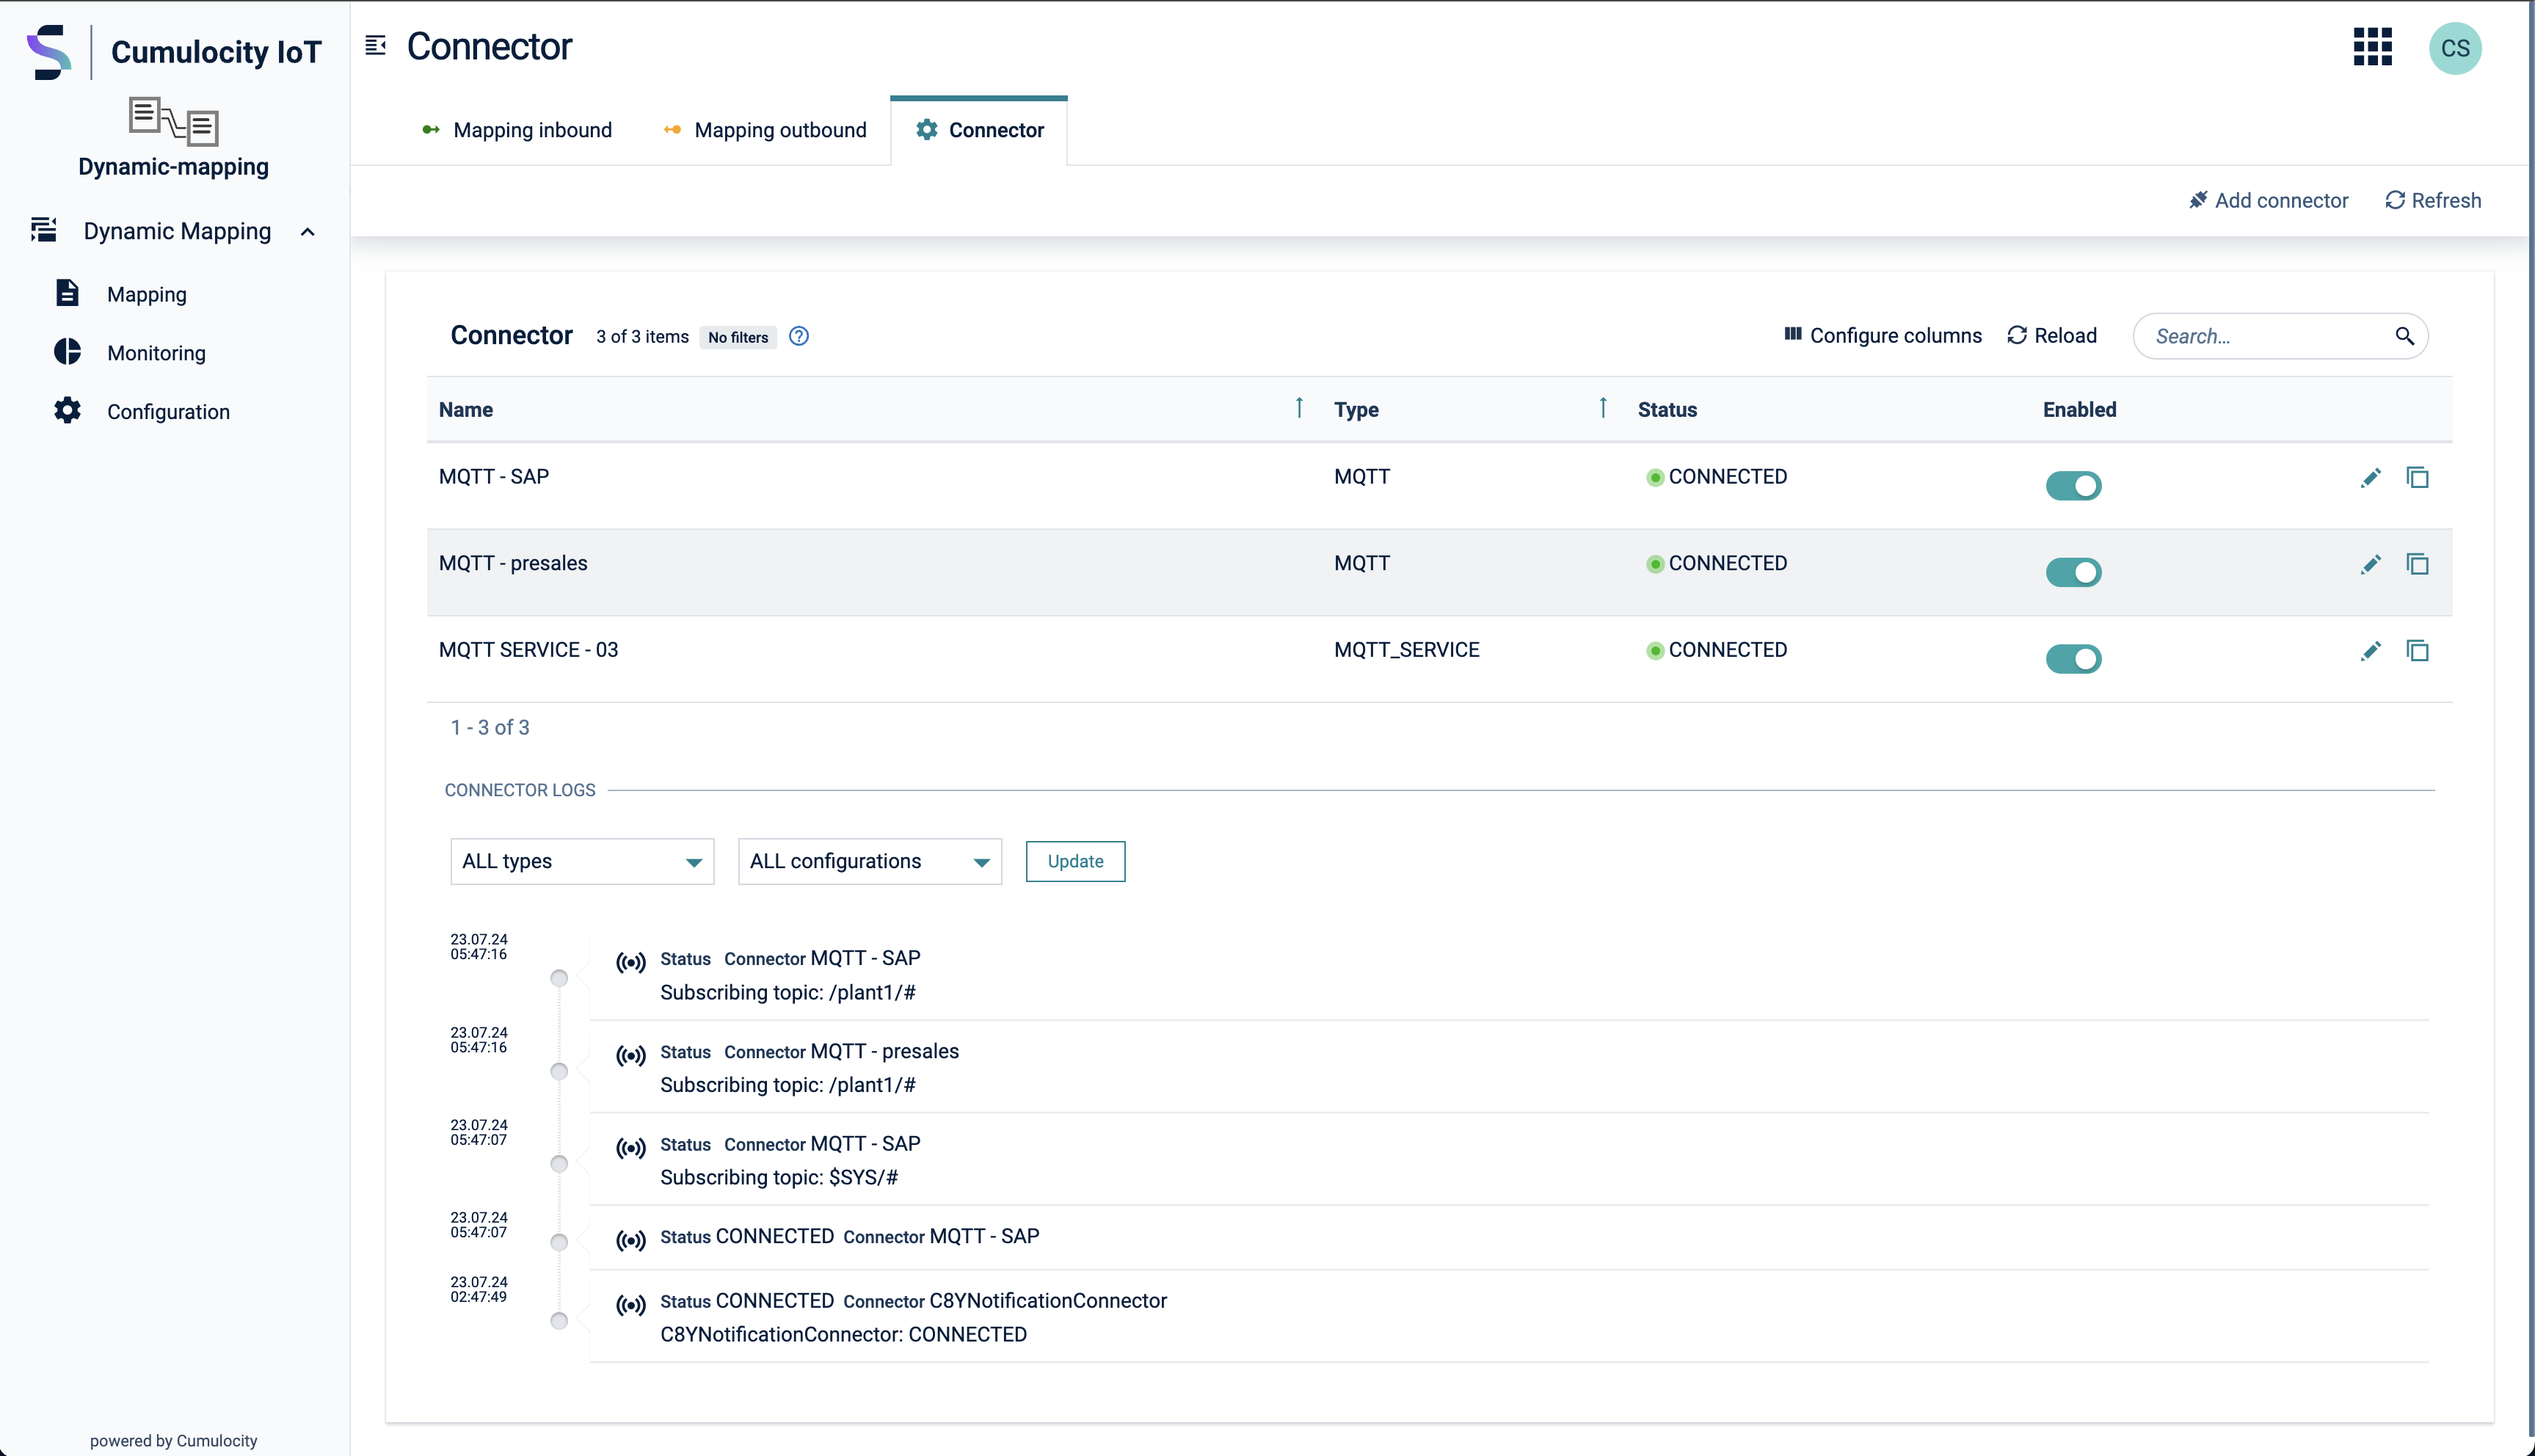 Cumulocity IoT
Dynamic-mapping
Dynamic Mapping
Mapping
Monitoring
Configuration
powered by Cumulocity
Connector
CS
Mapping inbound
Mapping outbound
Connector
Add connector
Refresh
Connector
3 of 3 items
No filters
Configure columns
Reload
Search...
Name Type Status Enabled
MQTT - SAP MQTT CONNECTED
MQTT - presales MQTT CONNECTED
MQTT SERVICE - 03 MQTT_SERVICE CONNECTED
1 - 3 of 3
CONNECTOR LOGS
ALL types
ALL configurations
Update
23.07.24
05:47:16
Status Connector MQTT - SAP
Subscribing topic: /plant1/#
23.07.24
05:47:16
Status Connector MQTT - presales
Subscribing topic: /plant1/#
23.07.24
05:47:07
Status Connector MQTT - SAP
Subscribing topic: $SYS/#
23.07.24
05:47:07
Status CONNECTED Connector MQTT - SAP
23.07.24
02:47:49
Status CONNECTED Connector C8YNotificationConnector
C8YNotificationConnector: CONNECTED